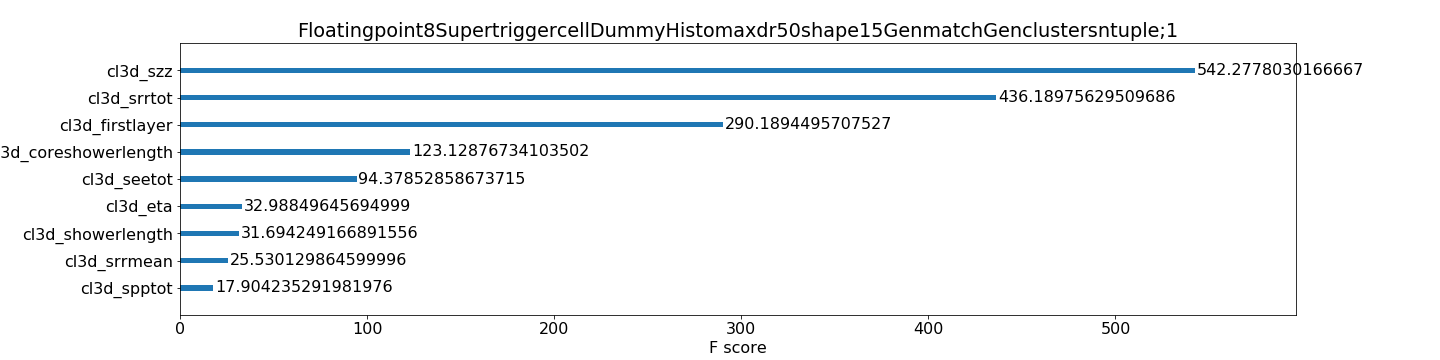 Floatingpoint8SupertriggercellDummyHistomaxdr50shape15GenmatchGenclustersntuple;1
cl3d_szz 542.2778030166667
cl3d_srrtot 436.18975629509686
cl3d_firstlayer 290.1894495707527
3d_coreshowerlength 123.12876734103502
cl3d_seetot 94.37852858673715
cl3d_eta 32.98849645694999
cl3d_showerlength 31.694249166891556
cl3d_srrmean 25.530129864599996
cl3d_spptot 17.904235291981976
0 100 200 300 400 500
F score